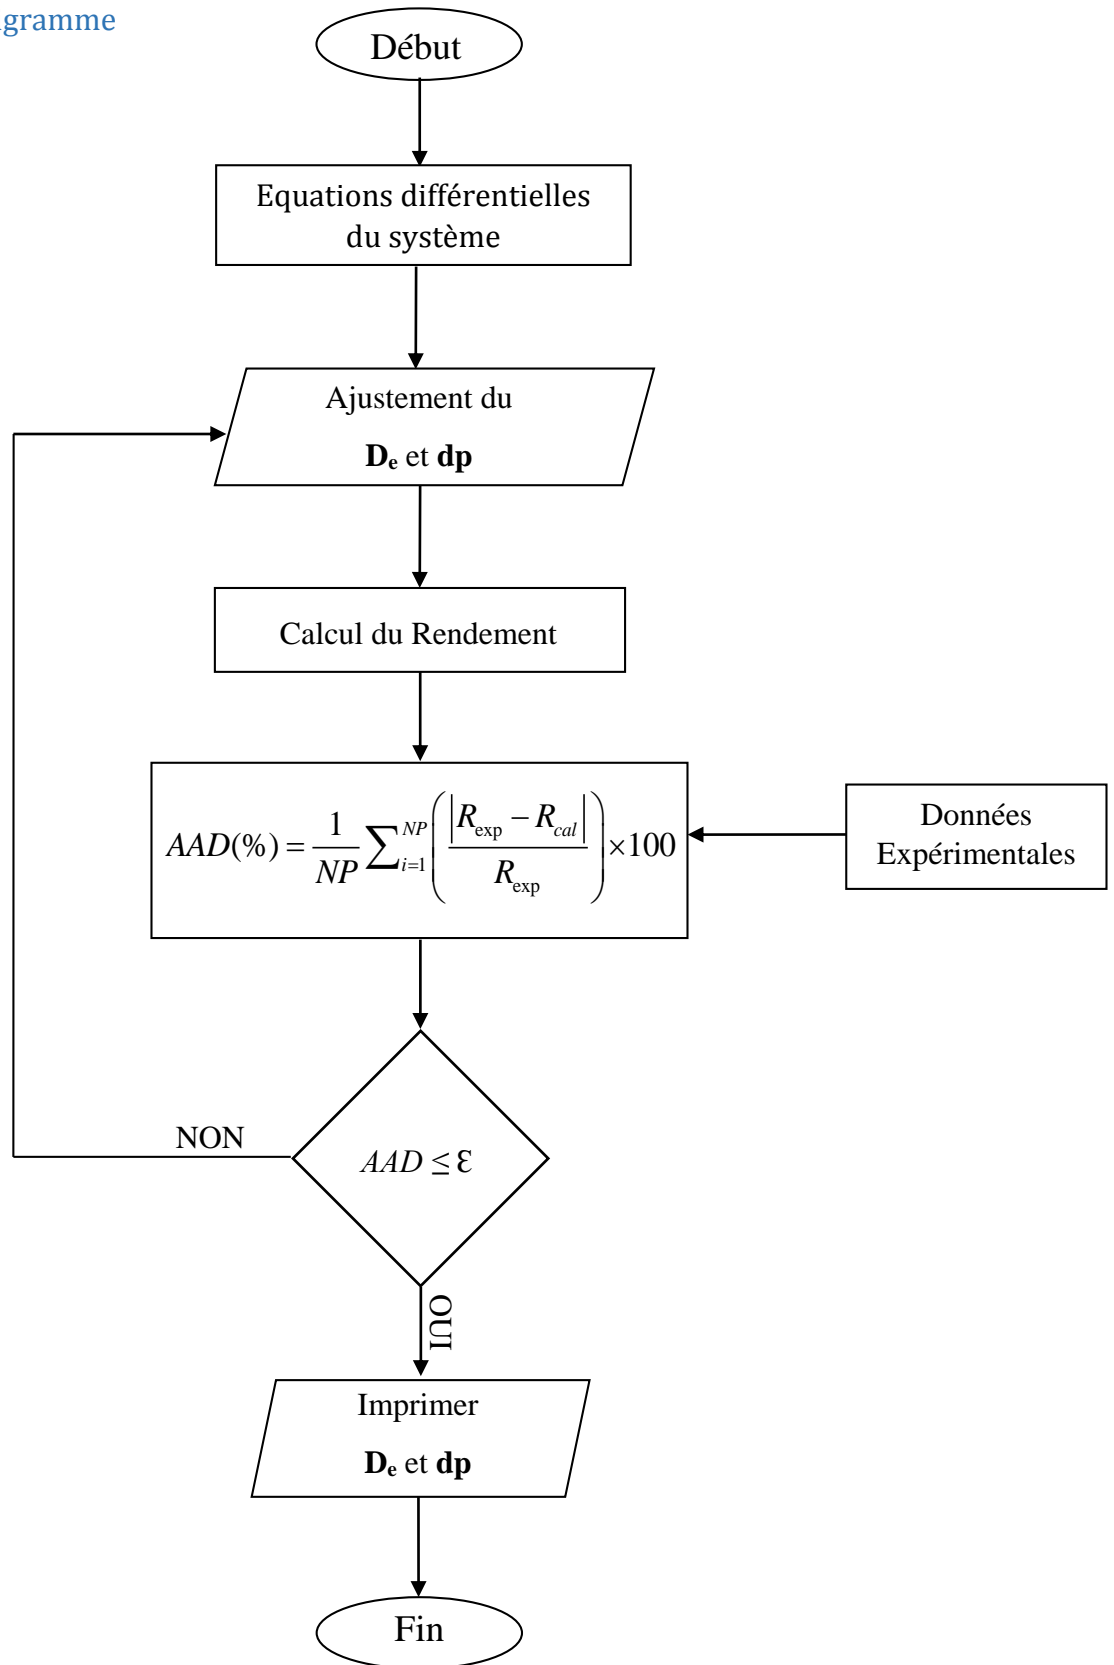 Début
Equations différentielles
du système
Ajustement du
Dₑ et dp
Calcul du Rendement
AAD(%) = 1/NP ∑_{i=1}^{NP} ( |R_exp − R_cal| / R_exp ) ×100
Données
Expérimentales
NON
AAD ≤ Ɛ
OUI
Imprimer
Dₑ et dp
Fin